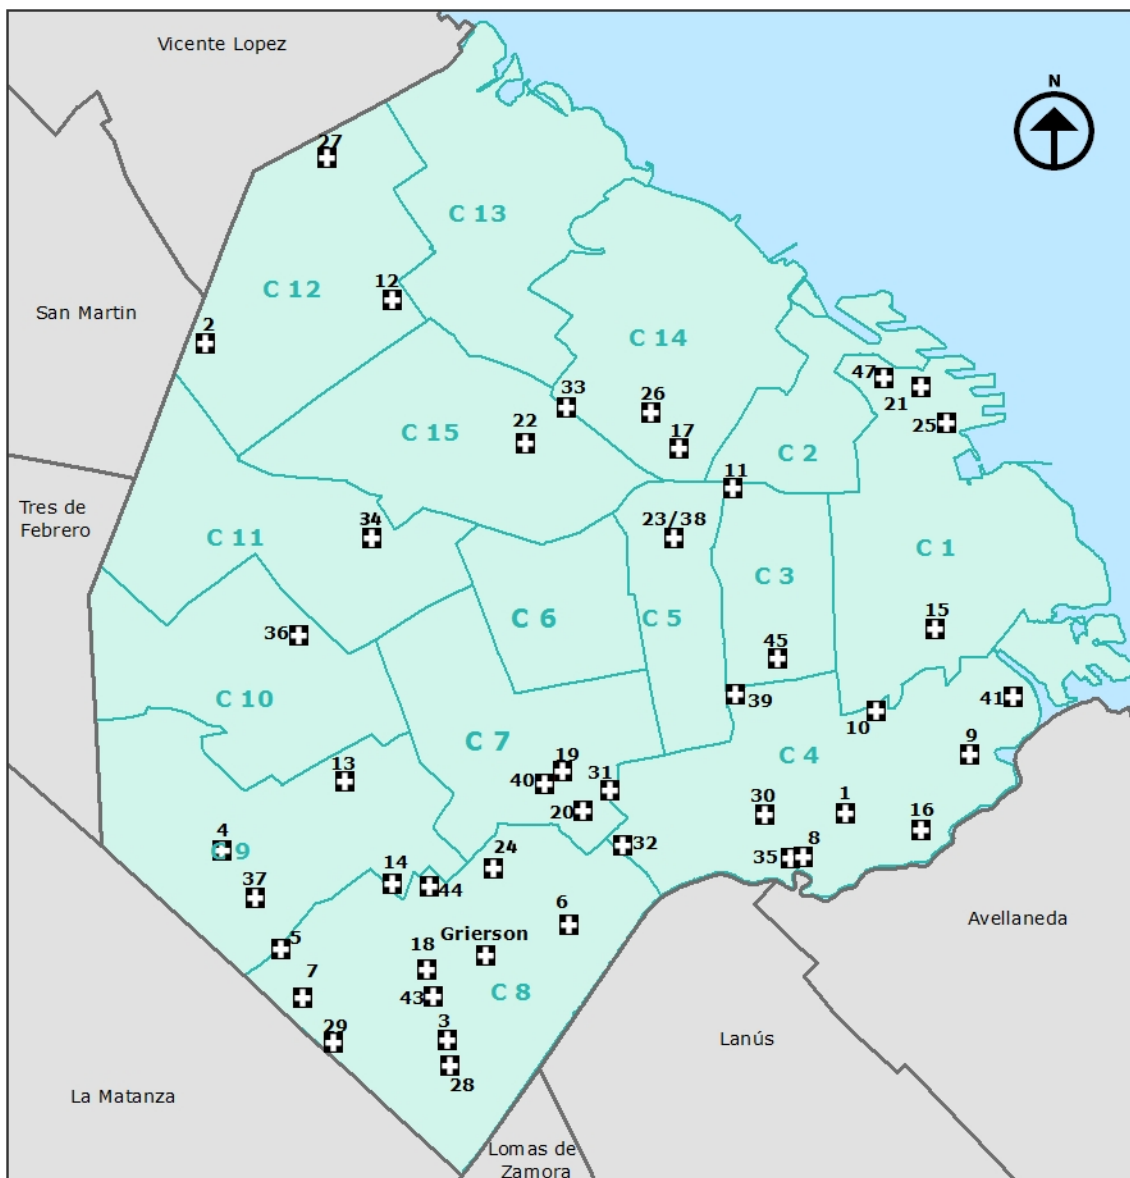 Vicente Lopez
N
27
C 13
12
C 12
San Martin
2
C 14
47
21
33
26
25
22
17
C 15
C 2
11
Tres de
Febrero
34
23/38
C 11
C 1
C 3
C 6
C 5
15
36
45
C 10
39
41
10
C 7
9
C 4
19
13
40
31
20
30
1
16
4
C 9
32
8
35
24
14
44
37
6
Avellaneda
Grierson
5
18
7
43
C 8
3
29
Lanús
28
La Matanza
Lomas de
Zamora